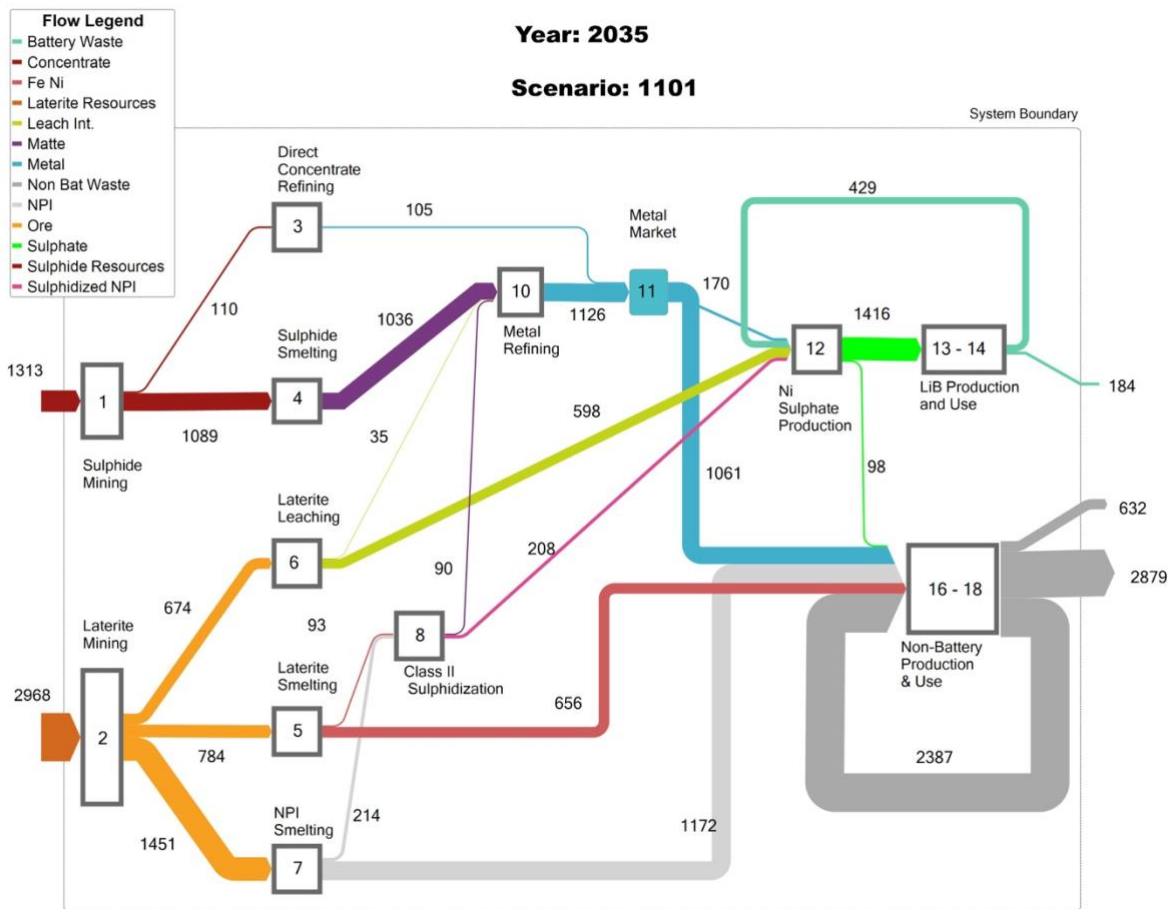 Flow Legend
Battery Waste
Concentrate
Fe Ni
Laterite Resources
Leach Int.
Matte
Metal
Non Bat Waste
NPI
Ore
Sulphate
Sulphide Resources
Sulphidized NPI
Year: 2035
Scenario: 1101
System Boundary
Direct
Concentrate
Refining
3
105
Metal
Market
429
110
1036
10
1126
11
170
1416
Sulphide
Smelting
Metal
Refining
12
13 - 14
1313
1
4
Ni
Sulphate
Production
LiB Production
and Use
184
1089
35
598
Sulphide
Mining
1061
98
Laterite
Leaching
632
6
208
90
2879
674
93
8
16 - 18
Laterite
Mining
Laterite
Smelting
Class II
Sulphidization
Non-Battery
Production
& Use
2968
2
5
656
784
2387
NPI
Smelting
214
1172
1451
7